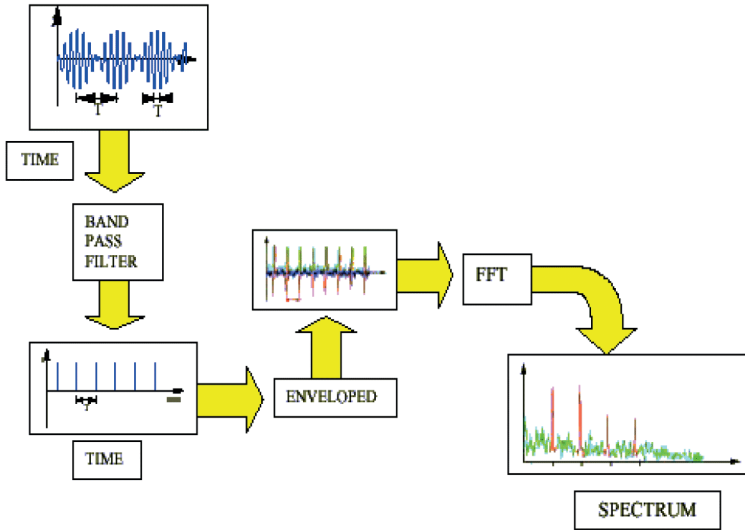 T
T
TIME
BAND
PASS
FILTER
T
TIME
ENVELOPED
FFT
SPECTRUM